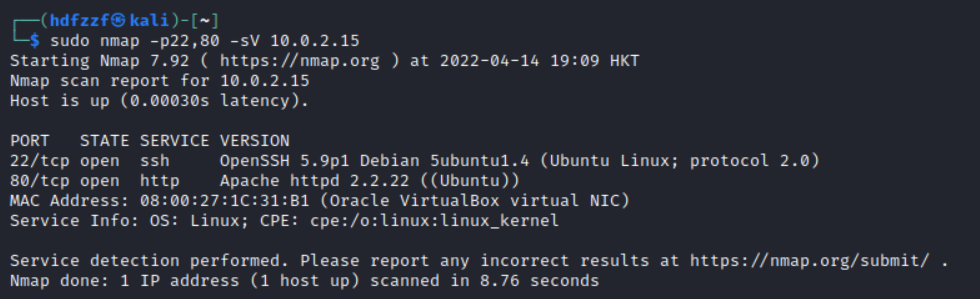 ┌──(hdfzzf㉿kali)-[~]
└─$ sudo nmap -p22,80 -sV 10.0.2.15
Starting Nmap 7.92 ( https://nmap.org ) at 2022-04-14 19:09 HKT
Nmap scan report for 10.0.2.15
Host is up (0.00030s latency).

PORT   STATE SERVICE VERSION
22/tcp open  ssh     OpenSSH 5.9p1 Debian 5ubuntu1.4 (Ubuntu Linux; protocol 2.0)
80/tcp open  http    Apache httpd 2.2.22 ((Ubuntu))
MAC Address: 08:00:27:1C:31:B1 (Oracle VirtualBox virtual NIC)
Service Info: OS: Linux; CPE: cpe:/o:linux:linux_kernel

Service detection performed. Please report any incorrect results at https://nmap.org/submit/ .
Nmap done: 1 IP address (1 host up) scanned in 8.76 seconds